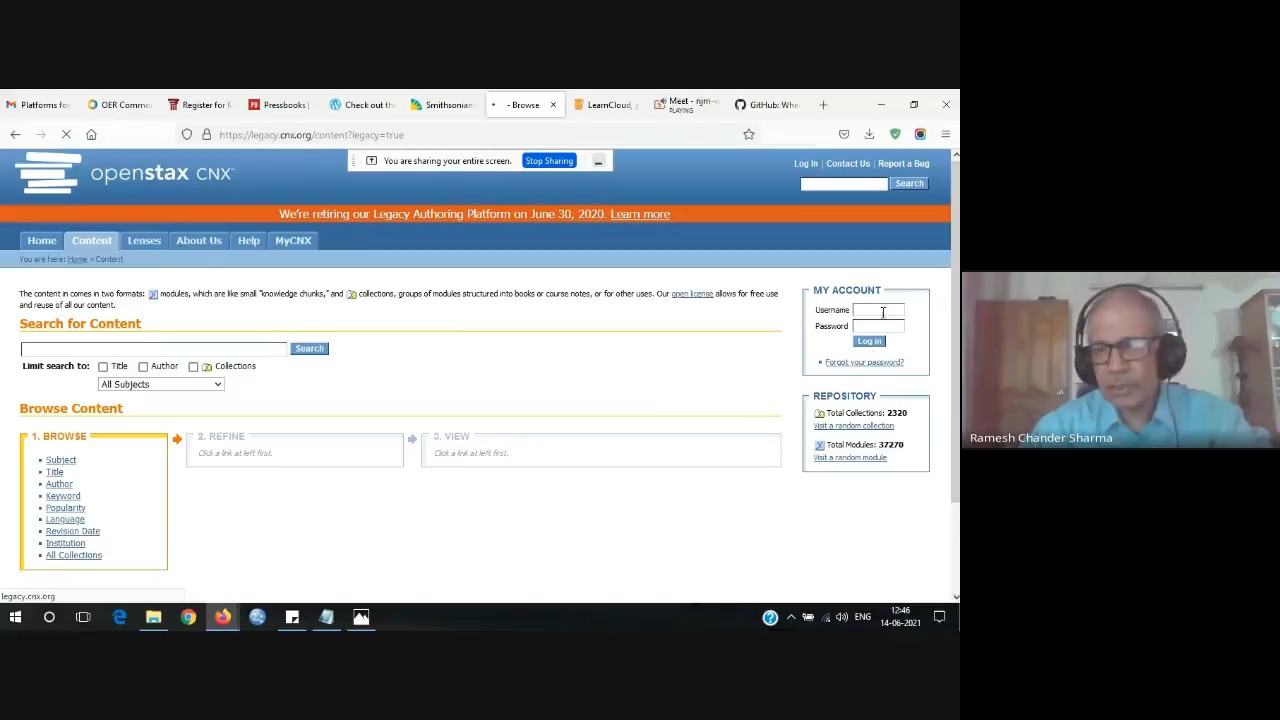 Platforms for
OER Commo
Register for M
Pressbooks |
Check out the
Smithsonian
- Browse
LearnCloud, p
Meet - njm-
PLAYING
GitHub: Whe
https://legacy.cnx.org/content?legacy=true
You are sharing your entire screen. Stop Sharing
openstax CNX
Log In | Contact Us | Report a Bug
Search
We're retiring our Legacy Authoring Platform on June 30, 2020. Learn more
Home Content Lenses About Us Help MyCNX
You are here: Home > Content
The content in comes in two formats: modules, which are like small "knowledge chunks," and collections, groups of modules structured into books or course notes, or for other uses. Our open license allows for free use
and reuse of all our content.
Search for Content
Search
Limit search to: Title Author Collections
All Subjects
Browse Content
1. BROWSE
Subject
Title
Author
Keyword
Popularity
Language
Revision Date
Institution
All Collections
2. REFINE
Click a link at left first.
3. VIEW
Click a link at left first.
MY ACCOUNT
Username
Password
Log in
Forgot your password?
REPOSITORY
Total Collections: 2320
Visit a random collection
Total Modules: 37270
Visit a random module
legacy.cnx.org
ENG
12:46
14-06-2021
Ramesh Chander Sharma